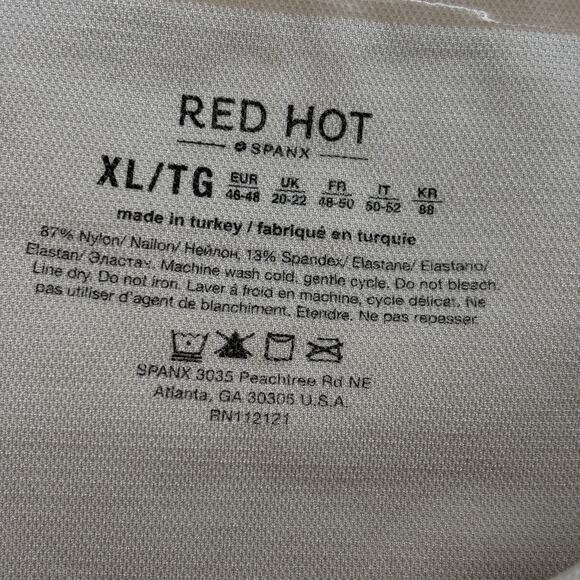 RED HOT
SPANX
XL/TG EUR 46-48 UK 20-22 FR 48-50 IT 50-52 KR 88
made in turkey / fabriqué en turquie
87% Nylon/ Nailon/ Нейлон, 13% Spandex/ Elastane/ Elastano/
Elastan/ Эластан. Machine wash cold, gentle cycle. Do not bleach.
Line dry. Do not iron. Laver à froid en machine, cycle délicat. Ne
pas utiliser d'agent de blanchiment. Etendre. Ne pas repasser.
SPANX 3035 Peachtree Rd NE
Atlanta, GA 30305 U.S.A.
RN112121